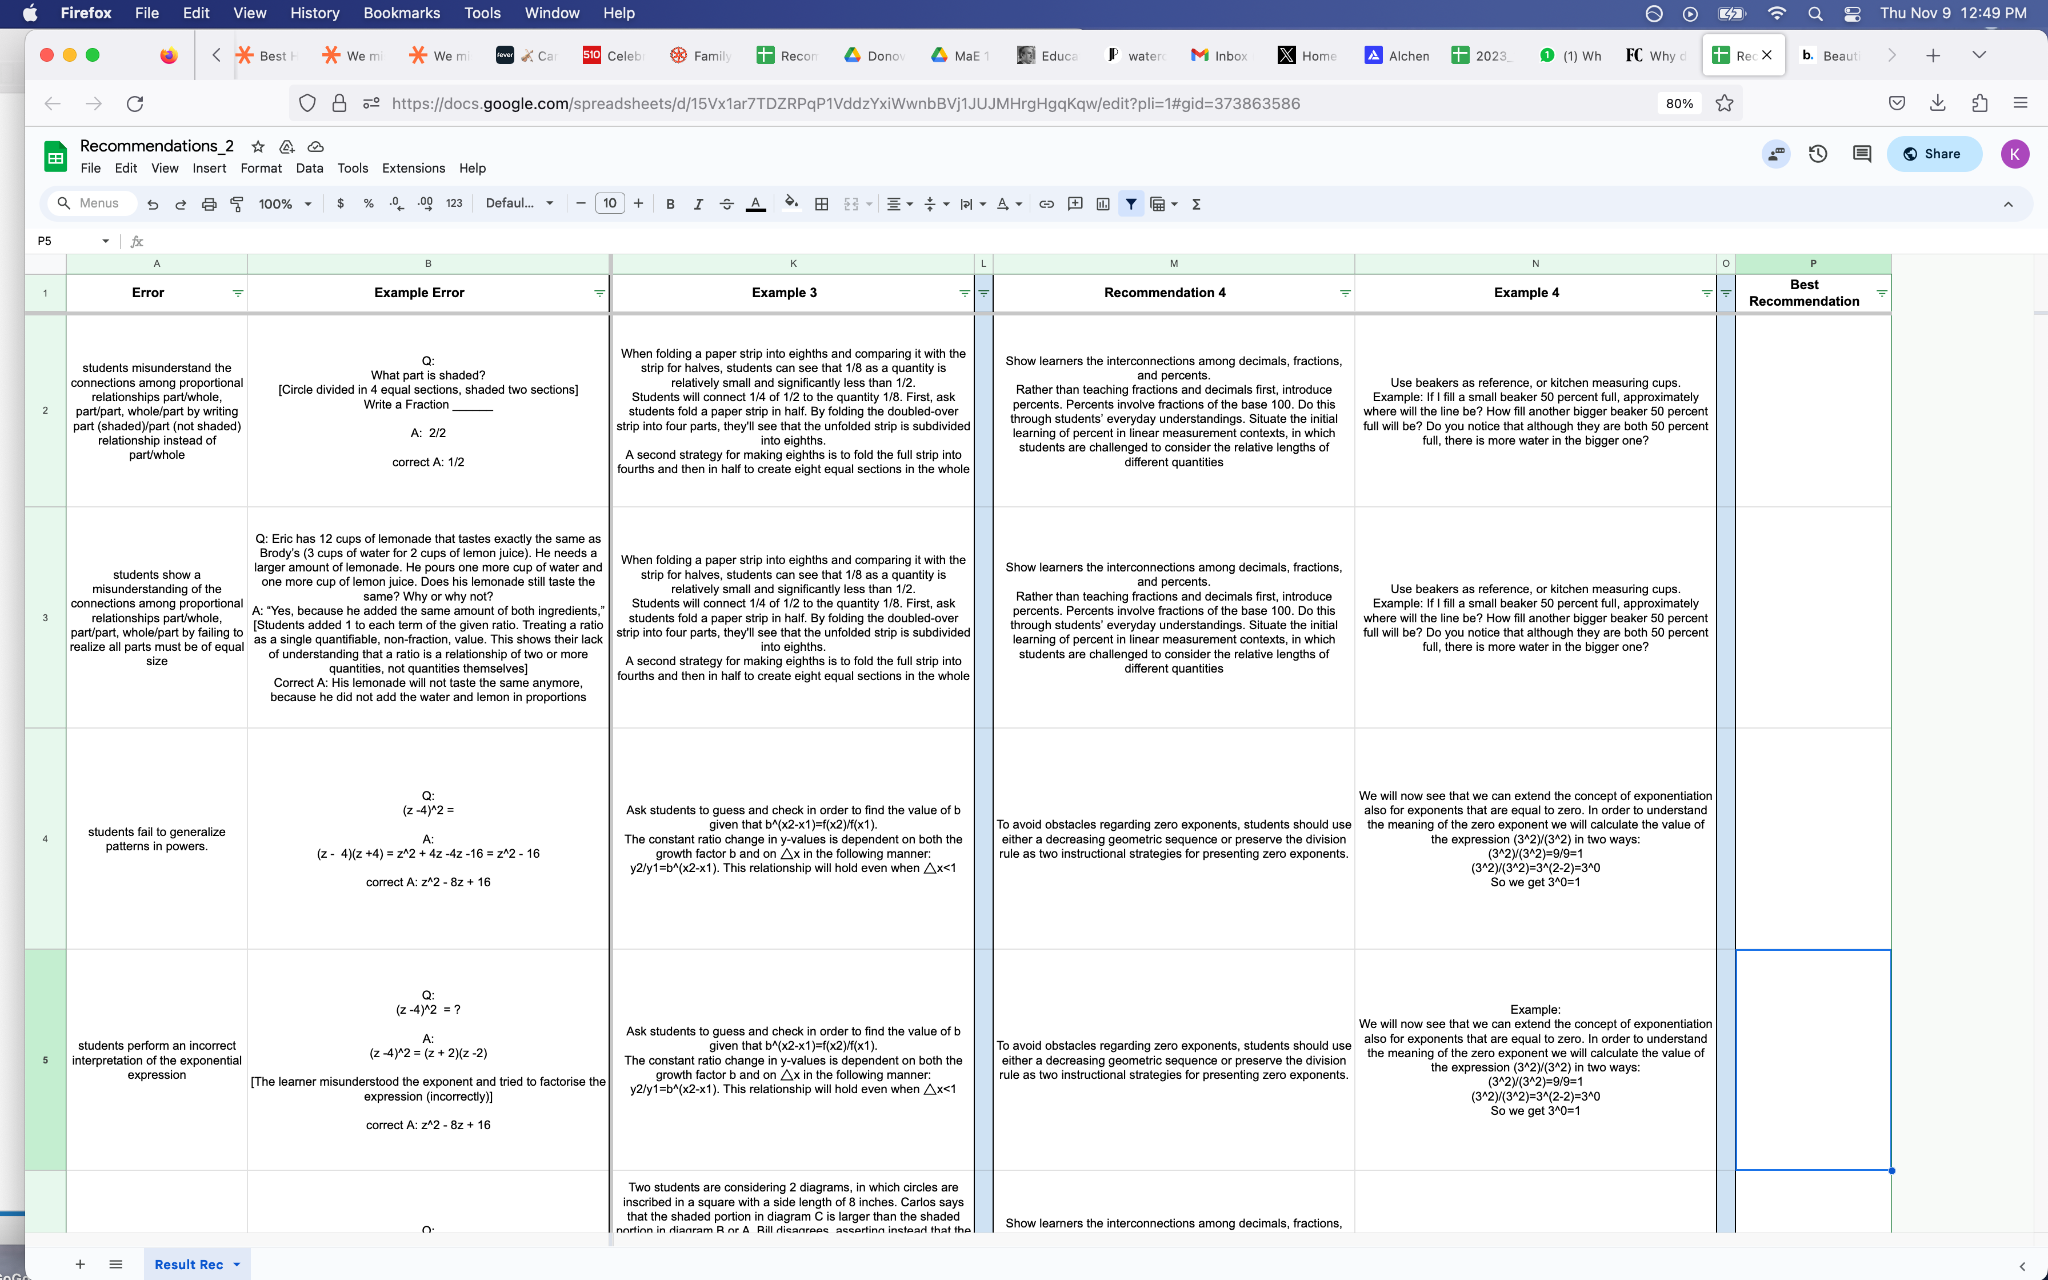 Firefox File Edit View History Bookmarks Tools Window Help Thu Nov 9 12:49 PM
Best We mi We m 510 Celeb Family Recon Donov MaE 1 Educa P Inbox X Home Alchen 2023_ (1) Wh FC Why d Rec b. Beaut
https://docs.google.com/spreadsheets/d/15Vx1ar7TDZRPqP1VddzYxiWwnbBVj1JUJMHrgHgqKqw/edit?pli=1#gid=373863586 80%
Recommendations_2
File Edit View Insert Format Data Tools Extensions Help Share K
Menus 100% $ % .0 .00 123 Defaul... 10 B I A
P5 fx
A B K L M N O P
1 Error Example Error Example 3 Recommendation 4 Example 4 Best
Recommendation
2
students misunderstand the
connections among proportional
relationships part/whole,
part/part, whole/part by writing
part (shaded)/part (not shaded)
relationship instead of
part/whole
Q:
What part is shaded?
[Circle divided in 4 equal sections, shaded two sections]
Write a Fraction ______
A: 2/2
correct A: 1/2
When folding a paper strip into eighths and comparing it with the
strip for halves, students can see that 1/8 as a quantity is
relatively small and significantly less than 1/2.
Students will connect 1/4 of 1/2 to the quantity 1/8. First, ask
students fold a paper strip in half. By folding the doubled-over
strip into four parts, they'll see that the unfolded strip is subdivided
into eighths.
A second strategy for making eighths is to fold the full strip into
fourths and then in half to create eight equal sections in the whole
Show learners the interconnections among decimals, fractions,
and percents.
Rather than teaching fractions and decimals first, introduce
percents. Percents involve fractions of the base 100. Do this
through students' everyday understandings. Situate the initial
learning of percent in linear measurement contexts, in which
students are challenged to consider the relative lengths of
different quantities
Use beakers as reference, or kitchen measuring cups.
Example: If I fill a small beaker 50 percent full, approximately
where will the line be? How fill another bigger beaker 50 percent
full will be? Do you notice that although they are both 50 percent
full, there is more water in the bigger one?
3
students show a
misunderstanding of the
connections among proportional
relationships part/whole,
part/part, whole/part by failing to
realize all parts must be of equal
size
Q: Eric has 12 cups of lemonade that tastes exactly the same as
Brody's (3 cups of water for 2 cups of lemon juice). He needs a
larger amount of lemonade. He pours one more cup of water and
one more cup of lemon juice. Does his lemonade still taste the
same? Why or why not?
A: "Yes, because he added the same amount of both ingredients,"
[Students added 1 to each term of the given ratio. Treating a ratio
as a single quantifiable, non-fraction, value. This shows their lack
of understanding that a ratio is a relationship of two or more
quantities, not quantities themselves]
Correct A: His lemonade will not taste the same anymore,
because he did not add the water and lemon in proportions
When folding a paper strip into eighths and comparing it with the
strip for halves, students can see that 1/8 as a quantity is
relatively small and significantly less than 1/2.
Students will connect 1/4 of 1/2 to the quantity 1/8. First, ask
students fold a paper strip in half. By folding the doubled-over
strip into four parts, they'll see that the unfolded strip is subdivided
into eighths.
A second strategy for making eighths is to fold the full strip into
fourths and then in half to create eight equal sections in the whole
Show learners the interconnections among decimals, fractions,
and percents.
Rather than teaching fractions and decimals first, introduce
percents. Percents involve fractions of the base 100. Do this
through students' everyday understandings. Situate the initial
learning of percent in linear measurement contexts, in which
students are challenged to consider the relative lengths of
different quantities
Use beakers as reference, or kitchen measuring cups.
Example: If I fill a small beaker 50 percent full, approximately
where will the line be? How fill another bigger beaker 50 percent
full will be? Do you notice that although they are both 50 percent
full, there is more water in the bigger one?
4
students fail to generalize
patterns in powers.
Q:
(z -4)^2 =
A:
(z - 4)(z +4) = z^2 + 4z -4z -16 = z^2 - 16
correct A: z^2 - 8z + 16
Ask students to guess and check in order to find the value of b
given that b^(x2-x1)=f(x2)/f(x1).
The constant ratio change in y-values is dependent on both the
growth factor b and on △x in the following manner:
y2/y1=b^(x2-x1). This relationship will hold even when △x<1
To avoid obstacles regarding zero exponents, students should use
either a decreasing geometric sequence or preserve the division
rule as two instructional strategies for presenting zero exponents.
We will now see that we can extend the concept of exponentiation
also for exponents that are equal to zero. In order to understand
the meaning of the zero exponent we will calculate the value of
the expression (3^2)/(3^2) in two ways:
(3^2)/(3^2)=9/9=1
(3^2)/(3^2)=3^(2-2)=3^0
So we get 3^0=1
5
students perform an incorrect
interpretation of the exponential
expression
Q:
(z -4)^2 = ?
A:
(z -4)^2 = (z + 2)(z -2)
[The learner misunderstood the exponent and tried to factorise the
expression (incorrectly)]
correct A: z^2 - 8z + 16
Ask students to guess and check in order to find the value of b
given that b^(x2-x1)=f(x2)/f(x1).
The constant ratio change in y-values is dependent on both the
growth factor b and on △x in the following manner:
y2/y1=b^(x2-x1). This relationship will hold even when △x<1
To avoid obstacles regarding zero exponents, students should use
either a decreasing geometric sequence or preserve the division
rule as two instructional strategies for presenting zero exponents.
Example:
We will now see that we can extend the concept of exponentiation
also for exponents that are equal to zero. In order to understand
the meaning of the zero exponent we will calculate the value of
the expression (3^2)/(3^2) in two ways:
(3^2)/(3^2)=9/9=1
(3^2)/(3^2)=3^(2-2)=3^0
So we get 3^0=1
Q:
Two students are considering 2 diagrams, in which circles are
inscribed in a square with a side length of 8 inches. Carlos says
that the shaded portion in diagram C is larger than the shaded
portion in diagram B or A. Bill disagrees, asserting instead that the
Show learners the interconnections among decimals, fractions,
Result Rec